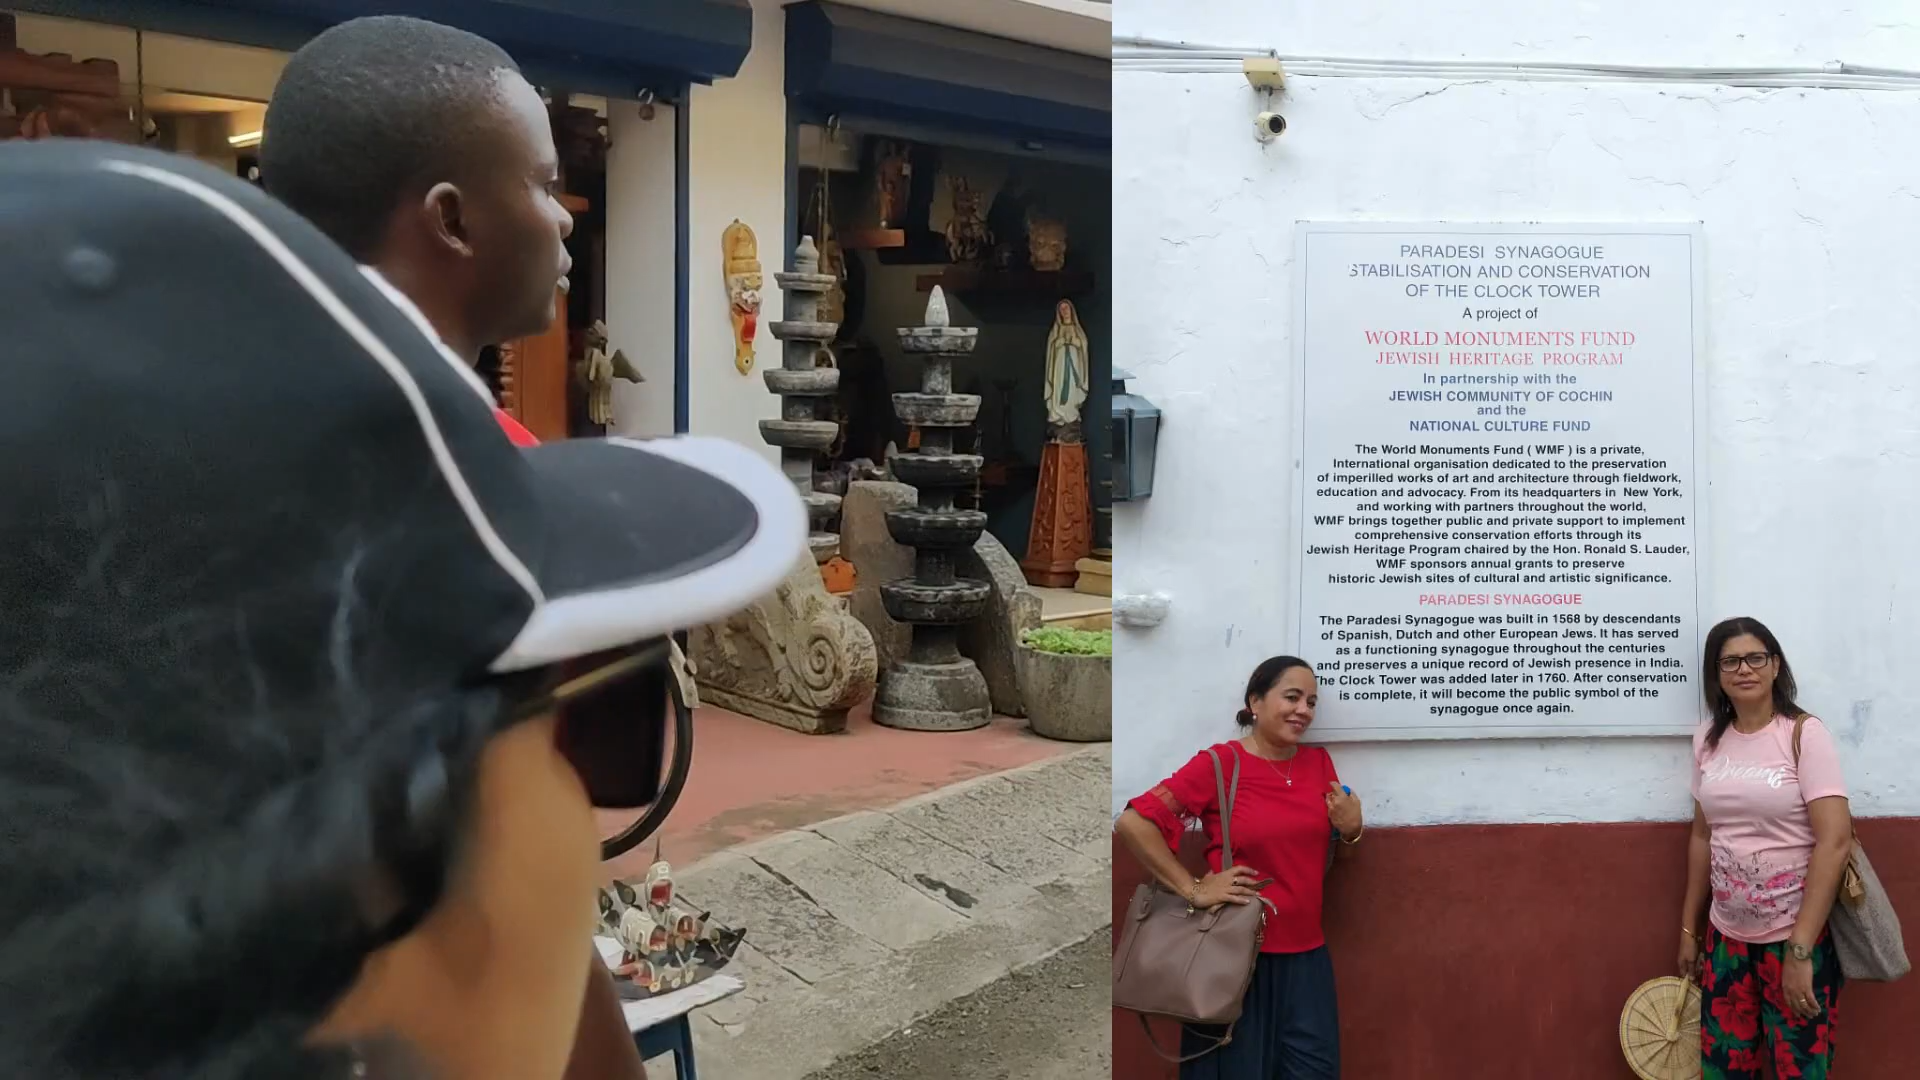 PARADESI SYNAGOGUE
STABILISATION AND CONSERVATION
OF THE CLOCK TOWER
A project of
WORLD MONUMENTS FUND
JEWISH HERITAGE PROGRAM
In partnership with the
JEWISH COMMUNITY OF COCHIN
and the
NATIONAL CULTURE FUND
The World Monuments Fund ( WMF ) is a private,
International organisation dedicated to the preservation
of imperilled works of art and architecture through fieldwork,
education and advocacy. From its headquarters in New York,
and working with partners throughout the world,
WMF brings together public and private support to implement
comprehensive conservation efforts through its
Jewish Heritage Program chaired by the Hon. Ronald S. Lauder,
WMF sponsors annual grants to preserve
historic Jewish sites of cultural and artistic significance.
PARADESI SYNAGOGUE
The Paradesi Synagogue was built in 1568 by descendants
of Spanish, Dutch and other European Jews. It has served
as a functioning synagogue throughout the centuries
and preserves a unique record of Jewish presence in India.
The Clock Tower was added later in 1760. After conservation
is complete, it will become the public symbol of the
synagogue once again.
Dreams